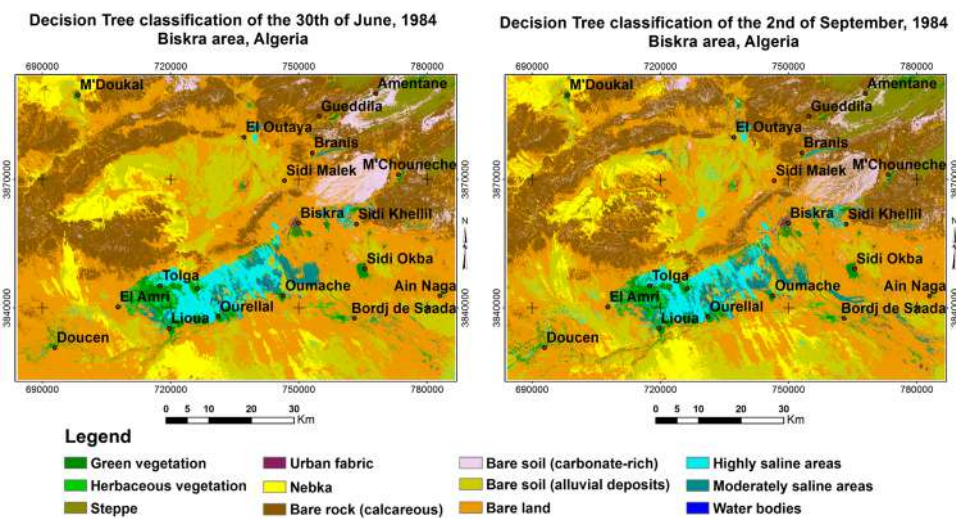 Decision Tree classification of the 30th of June, 1984
Biskra area, Algeria
690000 720000 750000 780000
M'Doukal
Amentane
Gueddila
El Outaya
Branis
M'Chouneche
3870000
Sidi Malek
Biskra
Sidi Khellil
N
Sidi Okba
Tolga
Oumache
Ain Naga
El Amri
Ourellal
Bordj de Saada
3840000
Lioua
Doucen
690000 720000 750000 780000
0 5 10 20 30
Km
Decision Tree classification of the 2nd of September, 1984
Biskra area, Algeria
690000 720000 750000 780000
M'Doukal
Amentane
Gueddila
El Outaya
Branis
M'Chouneche
3870000
Sidi Malek
Biskra
Sidi Khellil
N
Sidi Okba
Tolga
Oumache
Ain Naga
El Amri
Ourellal
Bordj de Saada
3840000
Lioua
Doucen
690000 720000 750000 780000
0 5 10 20 30
Km
Legend
Green vegetation
Herbaceous vegetation
Steppe
Urban fabric
Nebka
Bare rock (calcareous)
Bare soil (carbonate-rich)
Bare soil (alluvial deposits)
Bare land
Highly saline areas
Moderately saline areas
Water bodies